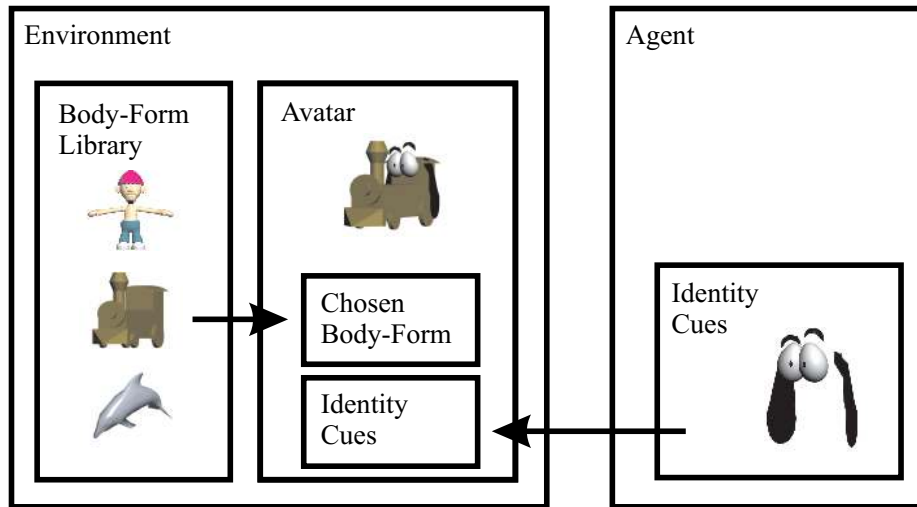 Environment
Body-Form
Library
Avatar
Chosen
Body-Form
Identity
Cues
Agent
Identity
Cues